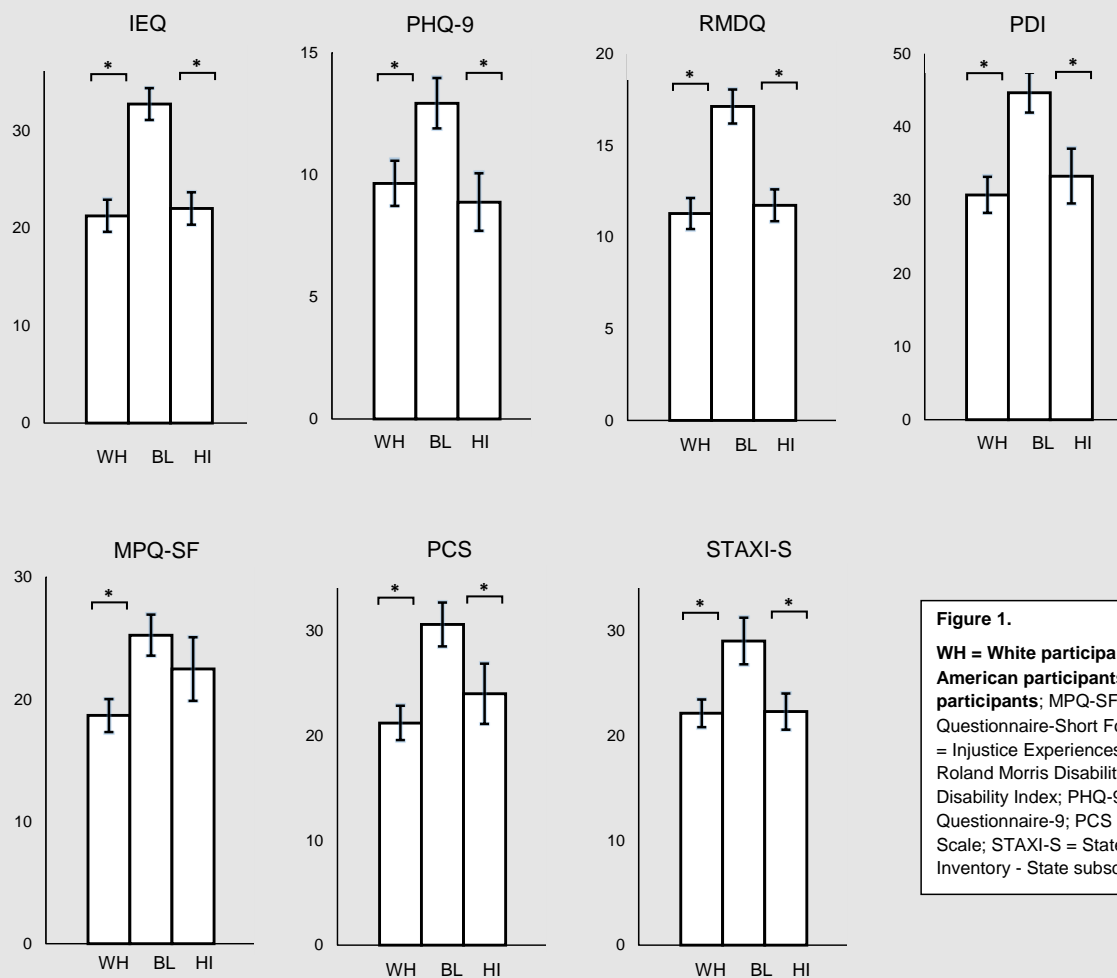 IEQ
* *
30
20
10
0
WH BL HI
PHQ-9
15
* *
10
5
0
WH BL HI
RMDQ
20
* *
15
10
5
0
WH BL HI
PDI
50
* *
40
30
20
10
0
WH BL HI
MPQ-SF
30
*
20
10
0
WH BL HI
PCS
* *
30
20
10
0
WH BL HI
STAXI-S
* *
30
20
10
0
WH BL HI
Figure 1.
WH = White participa
American participants
participants; MPQ-SF
Questionnaire-Short Fo
= Injustice Experiences
Roland Morris Disabilit
Disability Index; PHQ-9
Questionnaire-9; PCS
Scale; STAXI-S = State
Inventory - State subsc